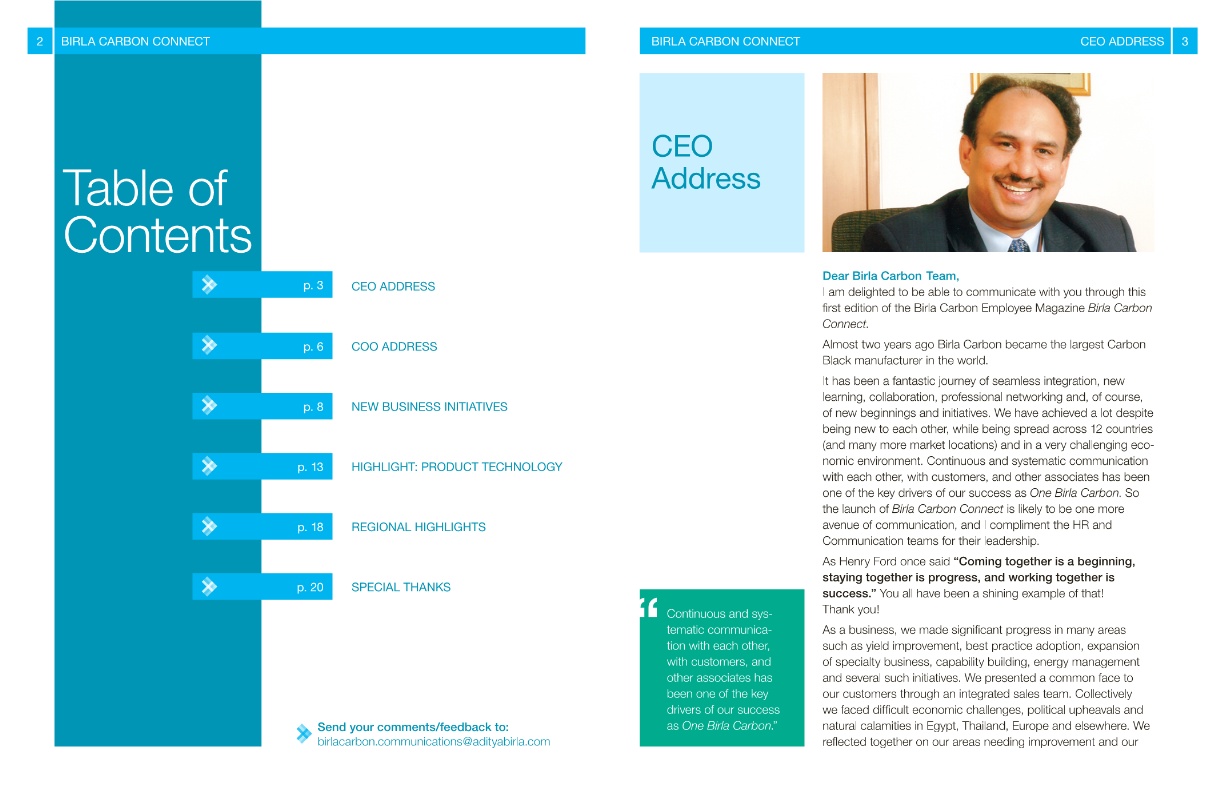 2 BIRLA CARBON CONNECT
Table of
Contents
p. 3 CEO ADDRESS
p. 6 COO ADDRESS
p. 8 NEW BUSINESS INITIATIVES
p. 13 HIGHLIGHT: PRODUCT TECHNOLOGY
p. 18 REGIONAL HIGHLIGHTS
p. 20 SPECIAL THANKS
Send your comments/feedback to:
birlacarbon.communications@adityabirla.com
BIRLA CARBON CONNECT CEO ADDRESS 3
CEO
Address
Dear Birla Carbon Team,
I am delighted to be able to communicate with you through this
first edition of the Birla Carbon Employee Magazine Birla Carbon
Connect.
Almost two years ago Birla Carbon became the largest Carbon
Black manufacturer in the world.
It has been a fantastic journey of seamless integration, new
learning, collaboration, professional networking and, of course,
of new beginnings and initiatives. We have achieved a lot despite
being new to each other, while being spread across 12 countries
(and many more market locations) and in a very challenging eco-
nomic environment. Continuous and systematic communication
with each other, with customers, and other associates has been
one of the key drivers of our success as One Birla Carbon. So
the launch of Birla Carbon Connect is likely to be one more
avenue of communication, and I compliment the HR and
Communication teams for their leadership.
As Henry Ford once said “Coming together is a beginning,
staying together is progress, and working together is
success.” You all have been a shining example of that!
Thank you!
As a business, we made significant progress in many areas
such as yield improvement, best practice adoption, expansion
of specialty business, capability building, energy management
and several such initiatives. We presented a common face to
our customers through an integrated sales team. Collectively
we faced difficult economic challenges, political upheavals and
natural calamities in Egypt, Thailand, Europe and elsewhere. We
reflected together on our areas needing improvement and our
“ Continuous and sys-
tematic communica-
tion with each other,
with customers, and
other associates has
been one of the key
drivers of our success
as One Birla Carbon.”